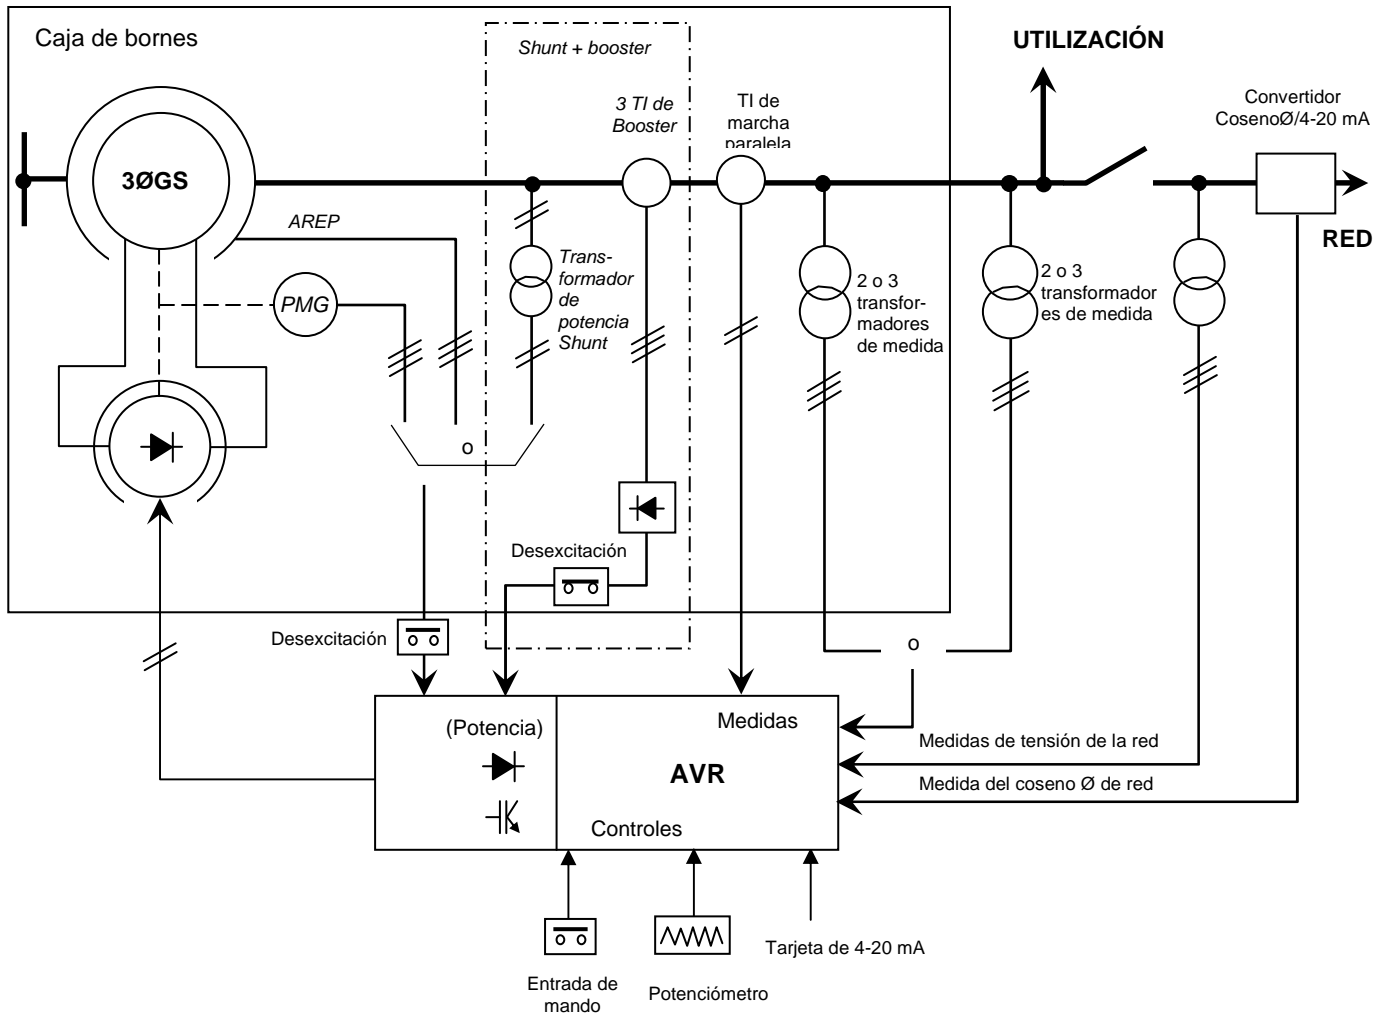 Caja de bornes
Shunt + booster
UTILIZACIÓN
3 TI de
Booster
TI de
marcha
paralela
Convertidor
CosenoØ/4-20 mA
3ØGS
AREP
RED
PMG
Trans-
formador
de
potencia
Shunt
2 o 3
transfor-
madores
de medida
2 o 3
transformador
es de medida
o
Desexcitación
Desexcitación
o
(Potencia)
Medidas
AVR
Controles
Medidas de tensión de la red
Medida del coseno Ø de red
Entrada de
mando
Potenciómetro
Tarjeta de 4-20 mA